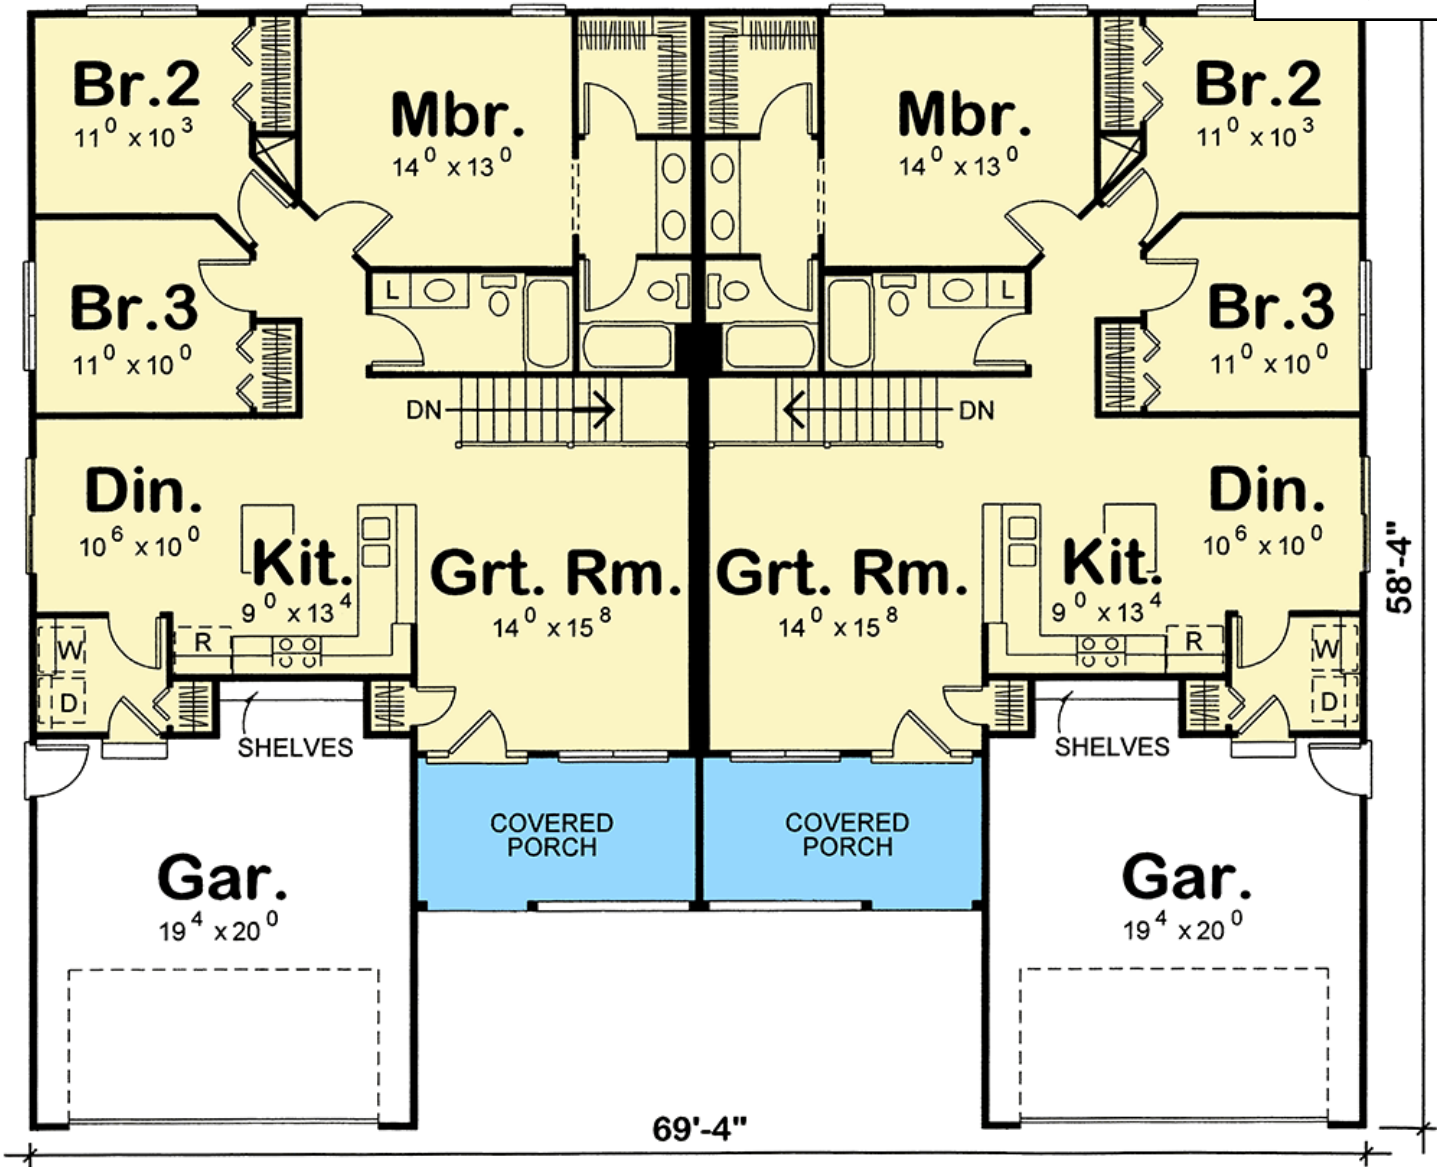 Br.2
11⁰ x 10³
Mbr.
14⁰ x 13⁰
Mbr.
14⁰ x 13⁰
Br.2
11⁰ x 10³
Br.3
11⁰ x 10⁰
L
L
Br.3
11⁰ x 10⁰
DN
DN
Din.
10⁶ x 10⁰
Kit.
9⁰ x 13⁴
Grt. Rm.
14⁰ x 15⁸
Grt. Rm.
14⁰ x 15⁸
Kit.
9⁰ x 13⁴
Din.
10⁶ x 10⁰
58'-4"
W
D
R
R
W
D
SHELVES
SHELVES
COVERED
PORCH
COVERED
PORCH
Gar.
19⁴ x 20⁰
Gar.
19⁴ x 20⁰
69'-4"